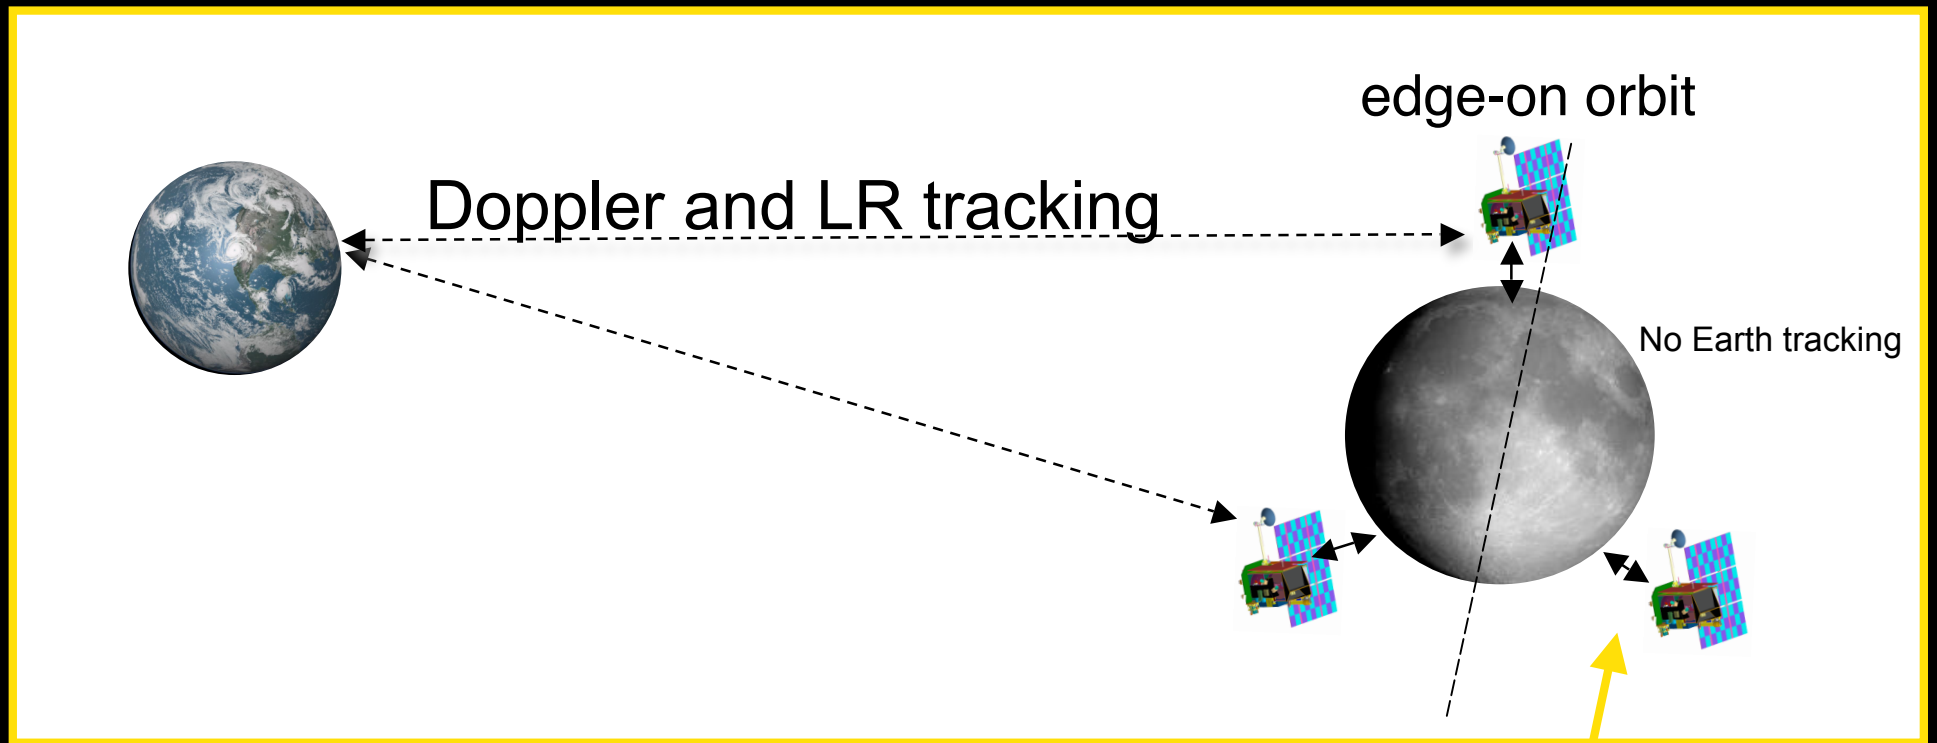 edge-on orbit
Doppler and LR tracking
No Earth tracking